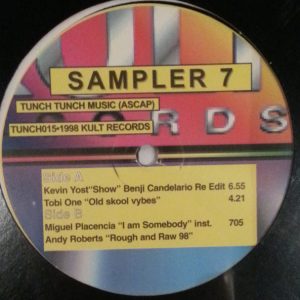 SAMPLER 7
TUNCH TUNCH MUSIC (ASCAP)
TUNCH015•1998 KULT RECORDS
ORDS
Side A
Kevin Yost"Show" Benji Candelario Re Edit 6.55
Tobi One "Old skool vybes" 4.21
Side B
Miguel Placencia "I am Somebody" inst. 705
Andy Roberts "Rough and Raw 98"